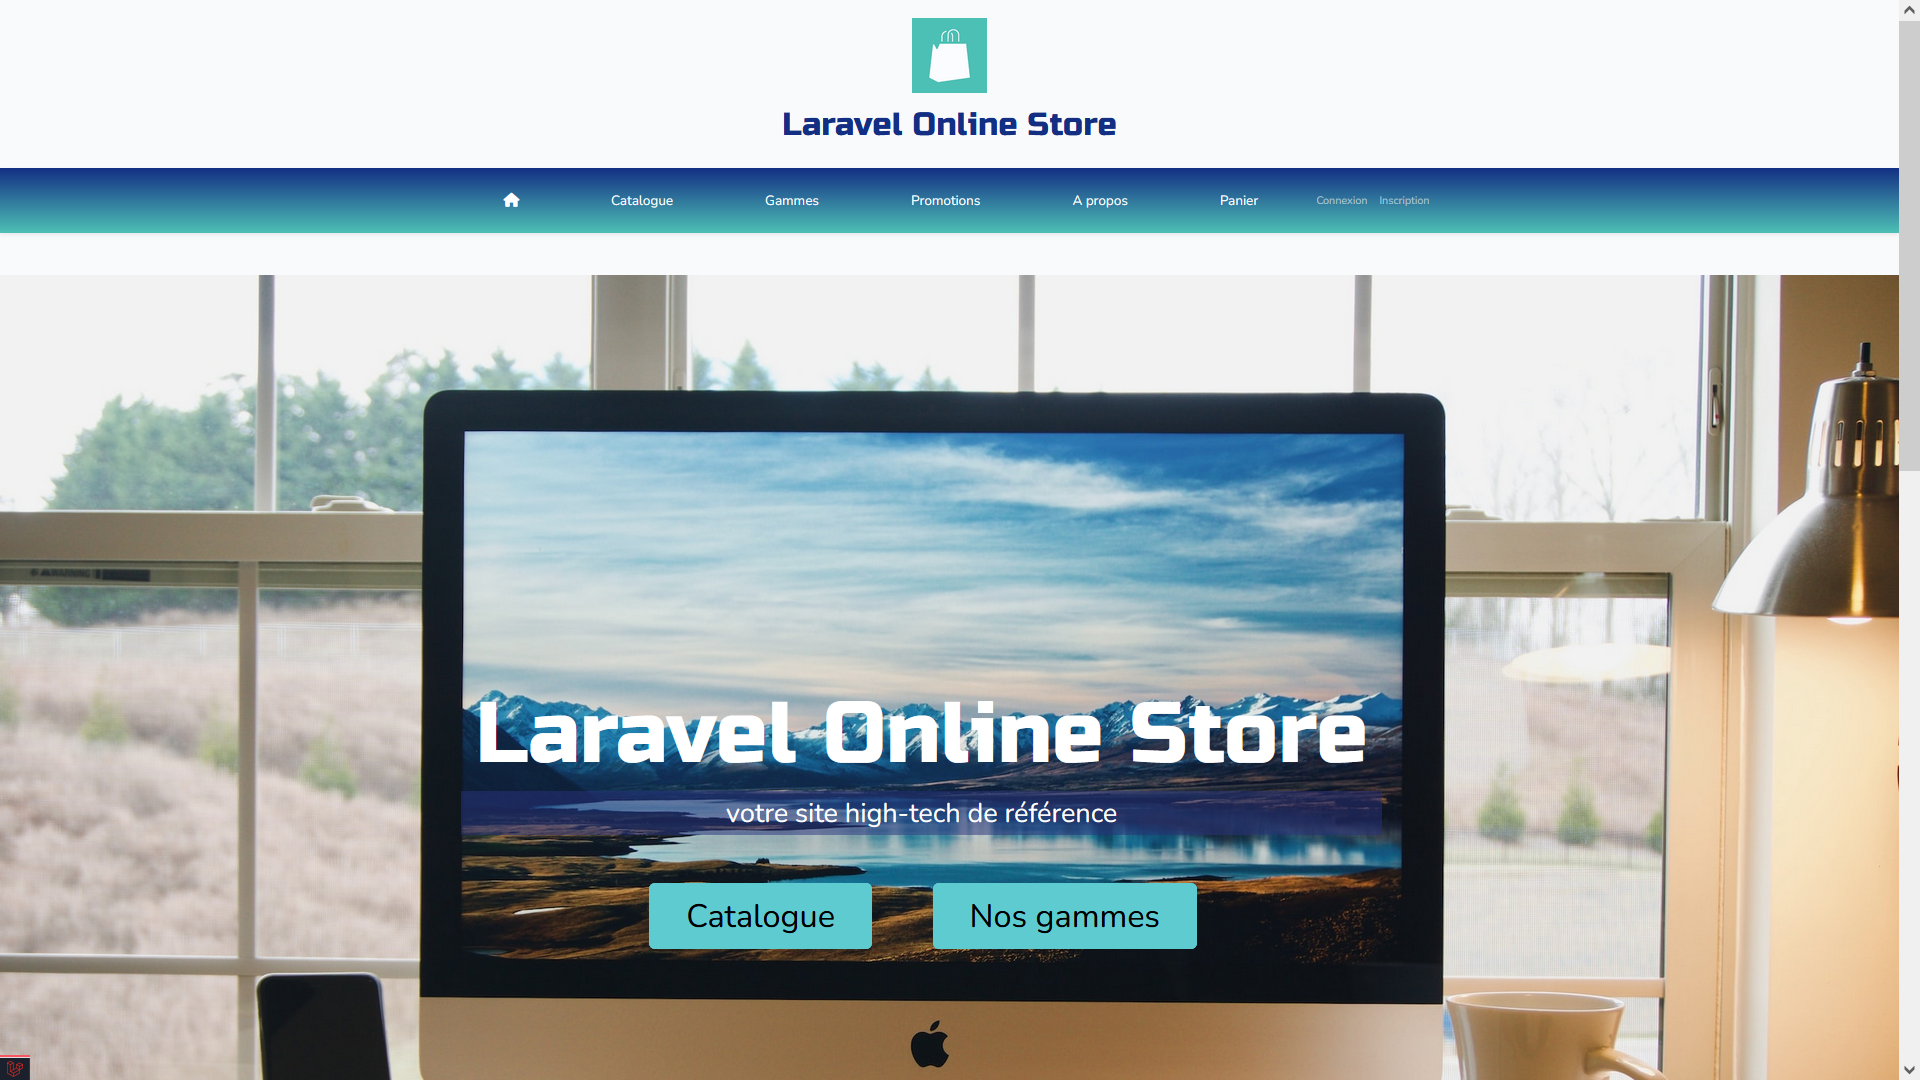 Laravel Online Store
Catalogue Gammes Promotions A propos Panier Connexion Inscription
Laravel Online Store
votre site high-tech de référence
Catalogue Nos gammes